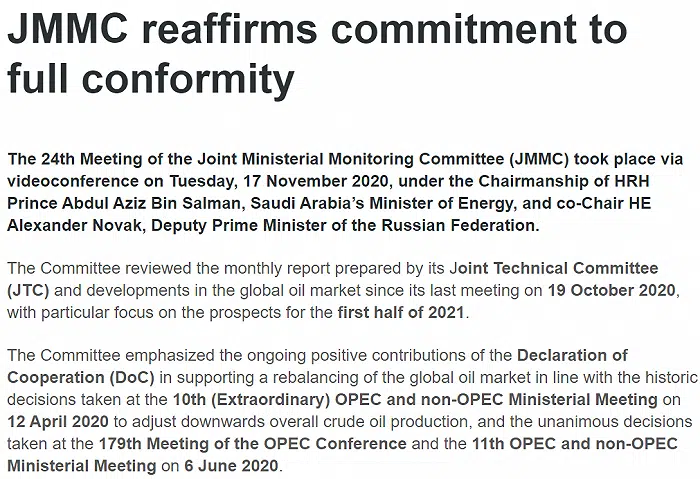 JMMC reaffirms commitment to
full conformity
The 24th Meeting of the Joint Ministerial Monitoring Committee (JMMC) took place via
videoconference on Tuesday, 17 November 2020, under the Chairmanship of HRH
Prince Abdul Aziz Bin Salman, Saudi Arabia’s Minister of Energy, and co-Chair HE
Alexander Novak, Deputy Prime Minister of the Russian Federation.
The Committee reviewed the monthly report prepared by its Joint Technical Committee
(JTC) and developments in the global oil market since its last meeting on 19 October 2020,
with particular focus on the prospects for the first half of 2021.
The Committee emphasized the ongoing positive contributions of the Declaration of
Cooperation (DoC) in supporting a rebalancing of the global oil market in line with the historic
decisions taken at the 10th (Extraordinary) OPEC and non-OPEC Ministerial Meeting on
12 April 2020 to adjust downwards overall crude oil production, and the unanimous decisions
taken at the 179th Meeting of the OPEC Conference and the 11th OPEC and non-OPEC
Ministerial Meeting on 6 June 2020.